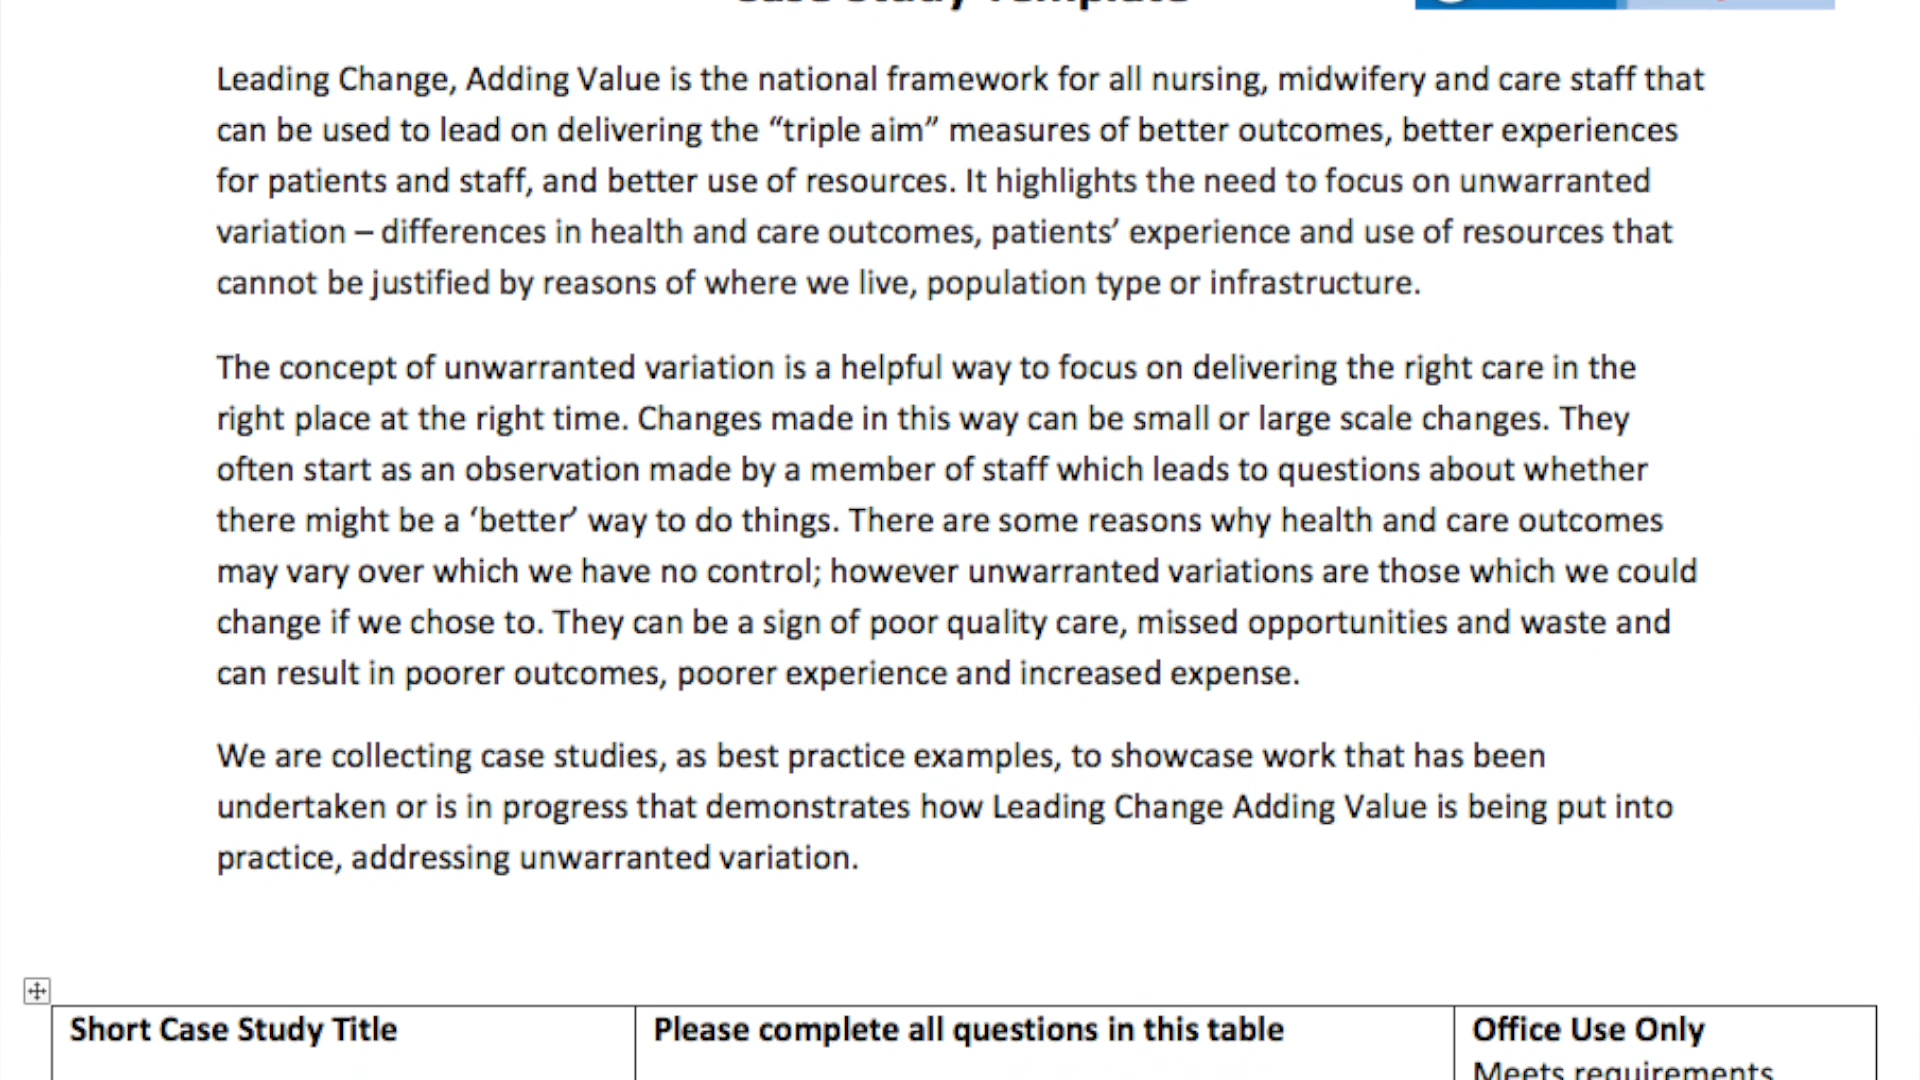 Case Study Template
Leading Change, Adding Value is the national framework for all nursing, midwifery and care staff that
can be used to lead on delivering the “triple aim” measures of better outcomes, better experiences
for patients and staff, and better use of resources. It highlights the need to focus on unwarranted
variation – differences in health and care outcomes, patients’ experience and use of resources that
cannot be justified by reasons of where we live, population type or infrastructure.
The concept of unwarranted variation is a helpful way to focus on delivering the right care in the
right place at the right time. Changes made in this way can be small or large scale changes. They
often start as an observation made by a member of staff which leads to questions about whether
there might be a ‘better’ way to do things. There are some reasons why health and care outcomes
may vary over which we have no control; however unwarranted variations are those which we could
change if we chose to. They can be a sign of poor quality care, missed opportunities and waste and
can result in poorer outcomes, poorer experience and increased expense.
We are collecting case studies, as best practice examples, to showcase work that has been
undertaken or is in progress that demonstrates how Leading Change Adding Value is being put into
practice, addressing unwarranted variation.
Short Case Study Title
Please complete all questions in this table
Office Use Only
Meets requirements